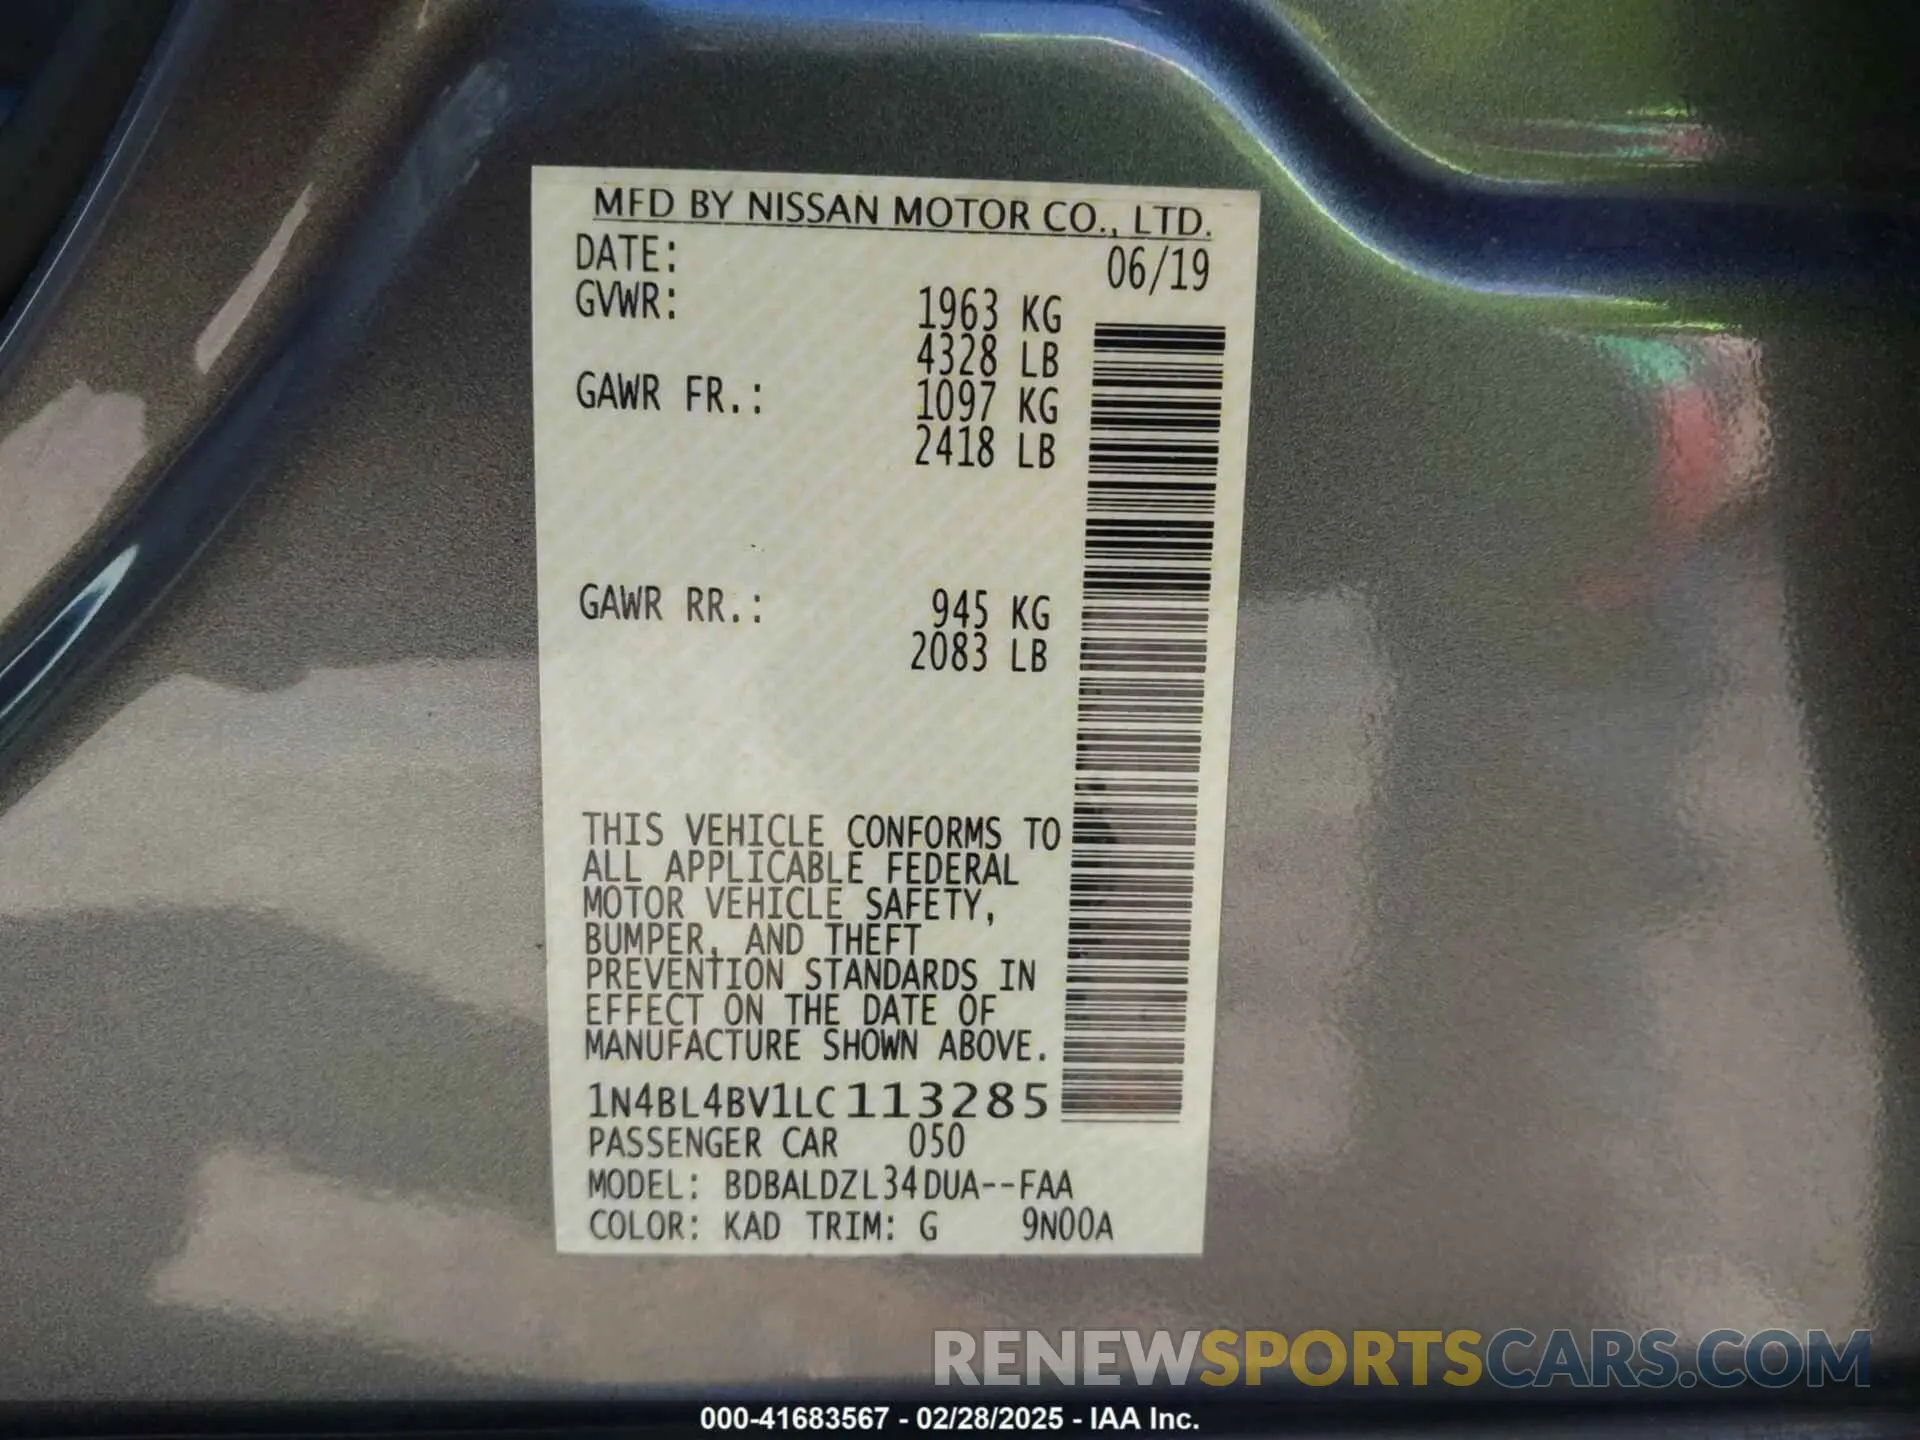 MFD BY NISSAN MOTOR CO., LTD.
DATE: 06/19
GVWR: 1963 KG
4328 LB
GAWR FR.: 1097 KG
2418 LB
GAWR RR.: 945 KG
2083 LB
THIS VEHICLE CONFORMS TO
ALL APPLICABLE FEDERAL
MOTOR VEHICLE SAFETY,
BUMPER, AND THEFT
PREVENTION STANDARDS IN
EFFECT ON THE DATE OF
MANUFACTURE SHOWN ABOVE.
1N4BL4BV1LC113285
PASSENGER CAR 050
MODEL: BDBALDZL34DUA--FAA
COLOR: KAD TRIM: G 9N00A
RENEWSPORTSCARS.COM
000-41683567 - 02/28/2025 - IAA Inc.